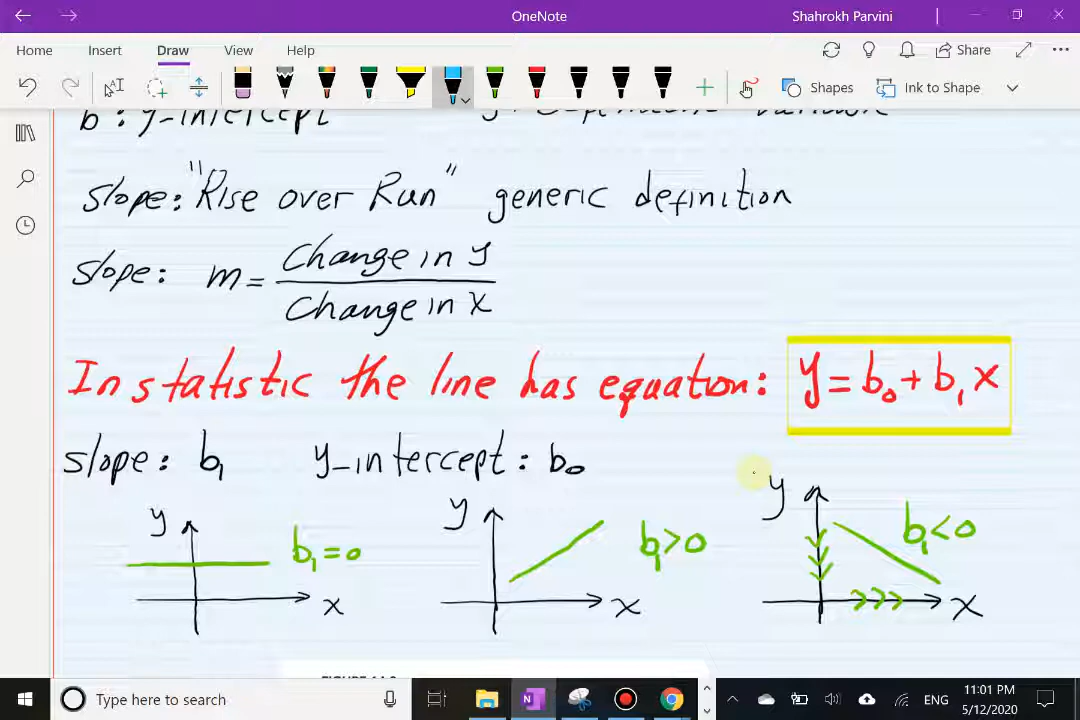 OneNote
Shahrokh Parvini
Home Insert Draw View Help
Share
Shapes
Ink to Shape
b: y-intercept
slope: "Rise over Run" generic definition
slope: m = Change in y
Change in x
In statistic the line has equation: y = b₀ + b₁ x
slope: b₁ y-intercept: b₀
y b₁ = 0 x
y b₁ > 0 x
y b₁ < 0 x
Type here to search
ENG
11:01 PM
5/12/2020